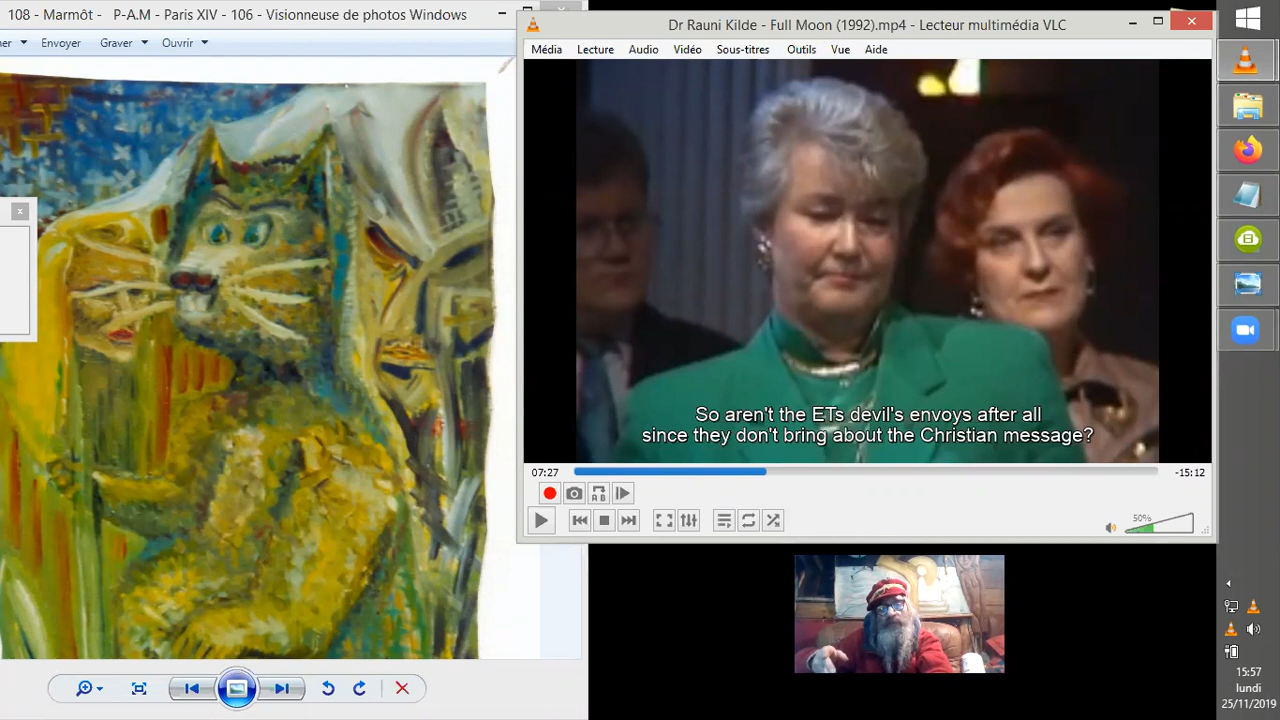 108 - Marmôt - P-A-M - Paris XIV - 106 - Visionneuse de photos Windows
Envoyer Graver Ouvrir
Dr Rauni Kilde - Full Moon (1992).mp4 - Lecteur multimédia VLC
Média Lecture Audio Vidéo Sous-titres Outils Vue Aide
So aren't the ETs devil's envoys after all
since they don't bring about the Christian message?
07:27
-15:12
50%
15:57
lundi
25/11/2019